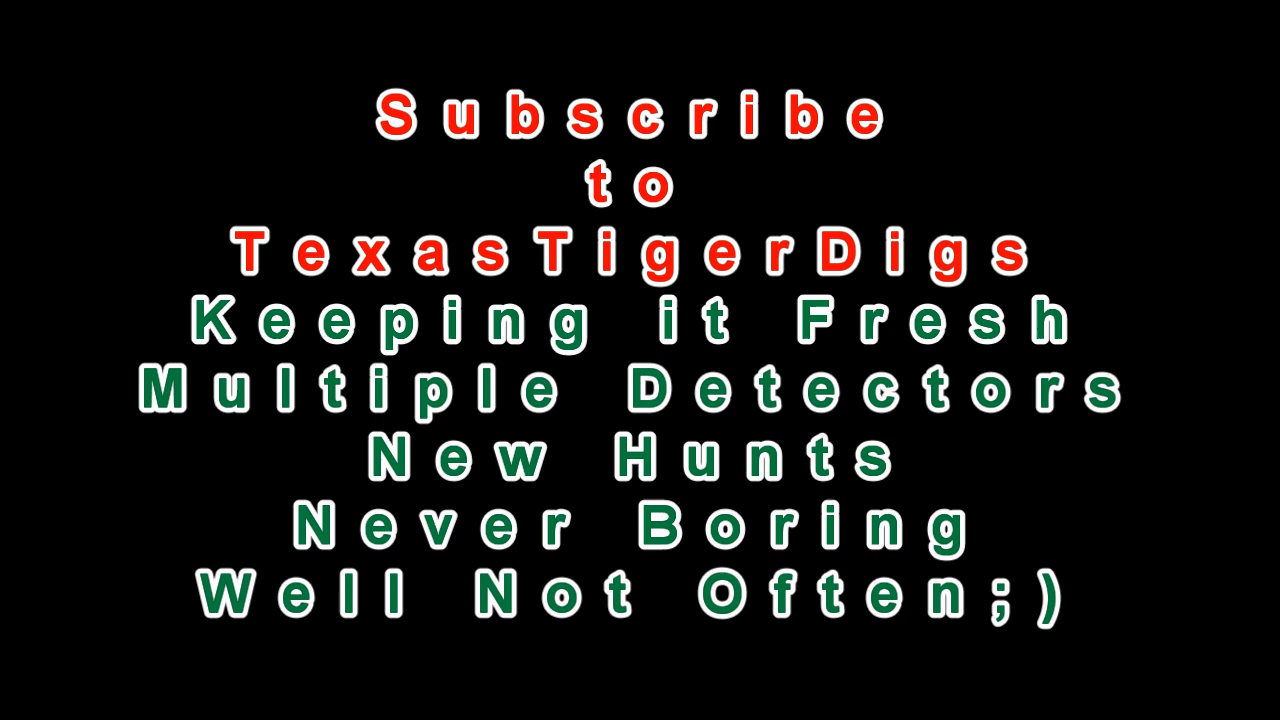 Subscribe
to
TexasTigerDigs
Keeping it Fresh
Multiple Detectors
New Hunts
Never Boring
Well Not Often;)